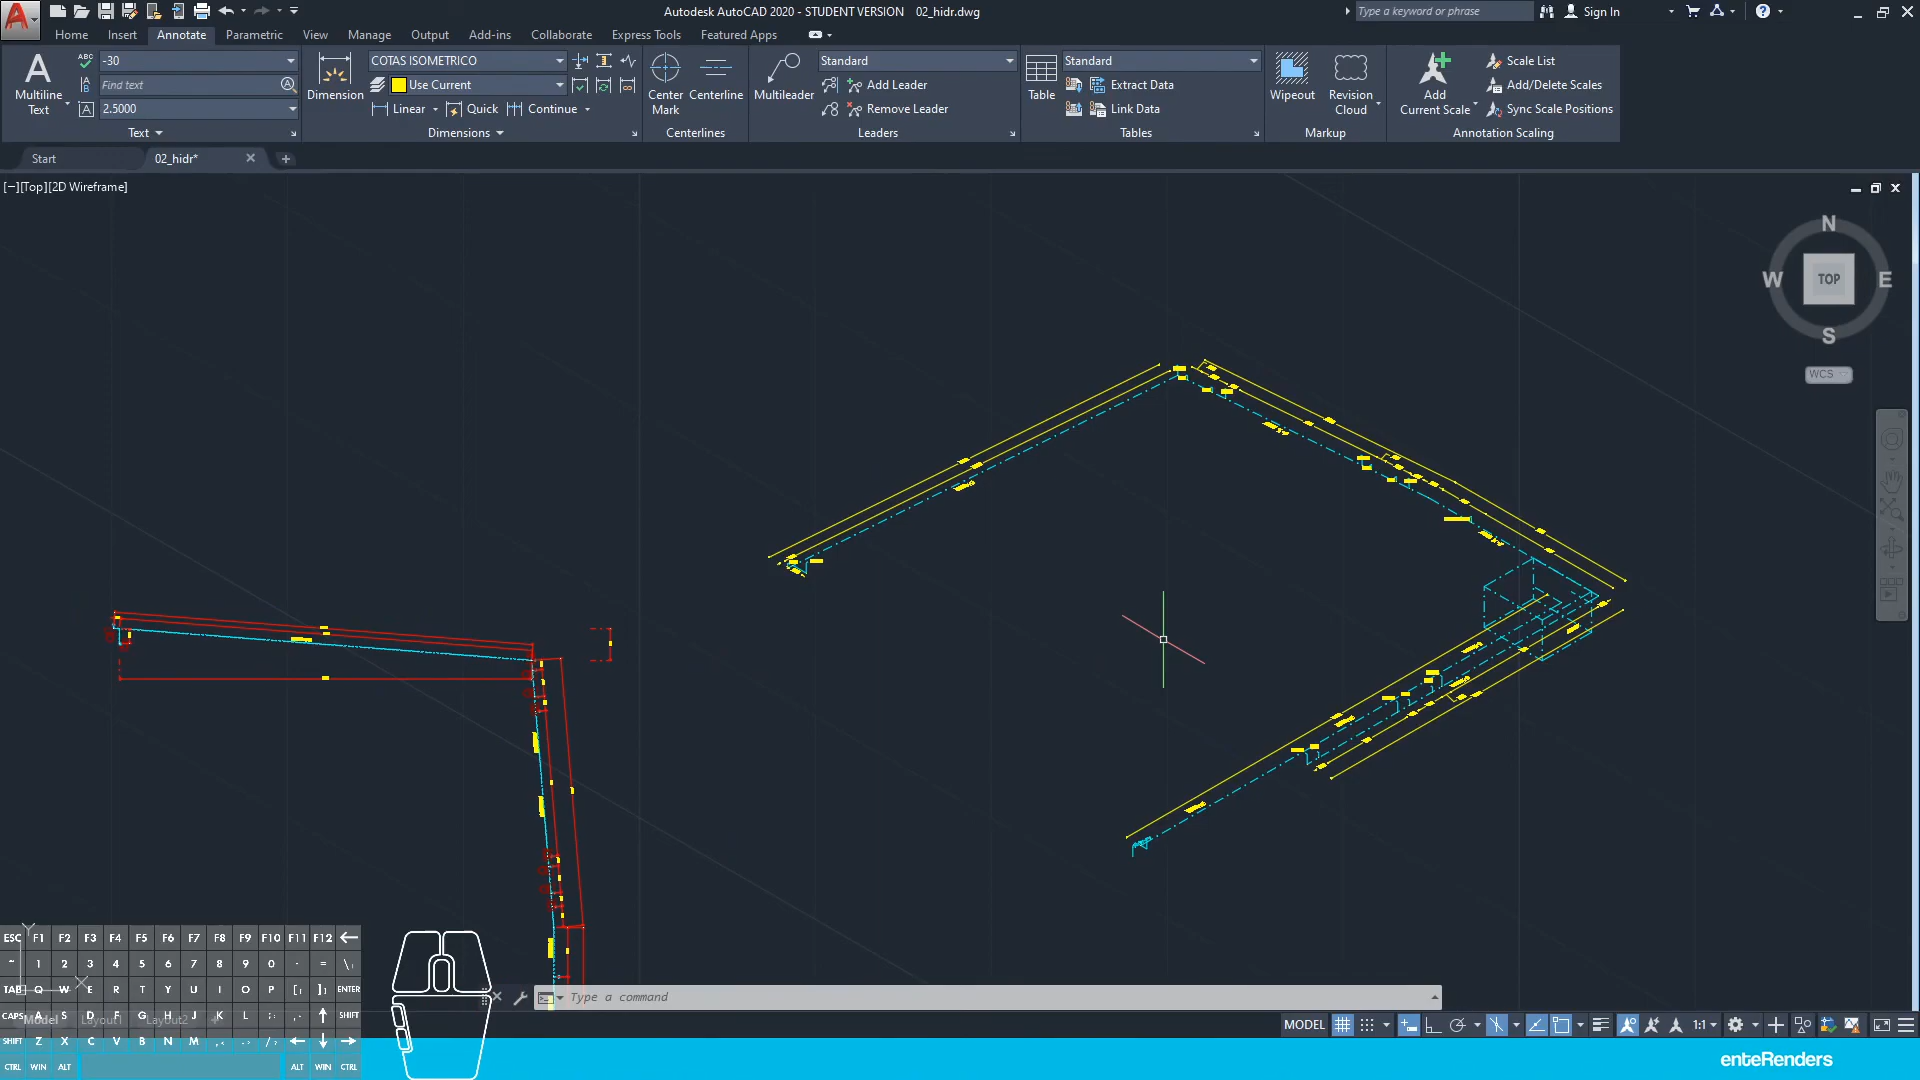 Autodesk AutoCAD 2020 - STUDENT VERSION 02_hidr.dwg
Type a keyword or phrase
Sign In
Home Insert Annotate Parametric View Manage Output Add-ins Collaborate Express Tools Featured Apps
Multiline Text
-30
Find text
2.5000
Text
Dimension
COTAS ISOMETRICO
Use Current
Linear Quick Continue
Dimensions
Center Mark
Centerline
Centerlines
Multileader
Standard
Add Leader
Remove Leader
Leaders
Table
Standard
Extract Data
Link Data
Tables
Wipeout
Revision Cloud
Markup
Add Current Scale
Scale List
Add/Delete Scales
Sync Scale Positions
Annotation Scaling
Start 02_hidr*
[−][Top][2D Wireframe]
N
W TOP E
S
WCS
ESC F1 F2 F3 F4 F5 F6 F7 F8 F9 F10 F11 F12
~ 1 2 3 4 5 6 7 8 9 0 - = \
TAB Q W E R T Y U I O P [ ] ENTER
CAPS A S D F G H J K L SHIFT
SHIFT Z X C V B N M
CTRL WIN ALT ALT WIN CTRL
Model Layout1 Layout2
Type a command
MODEL
1:1
enteRenders